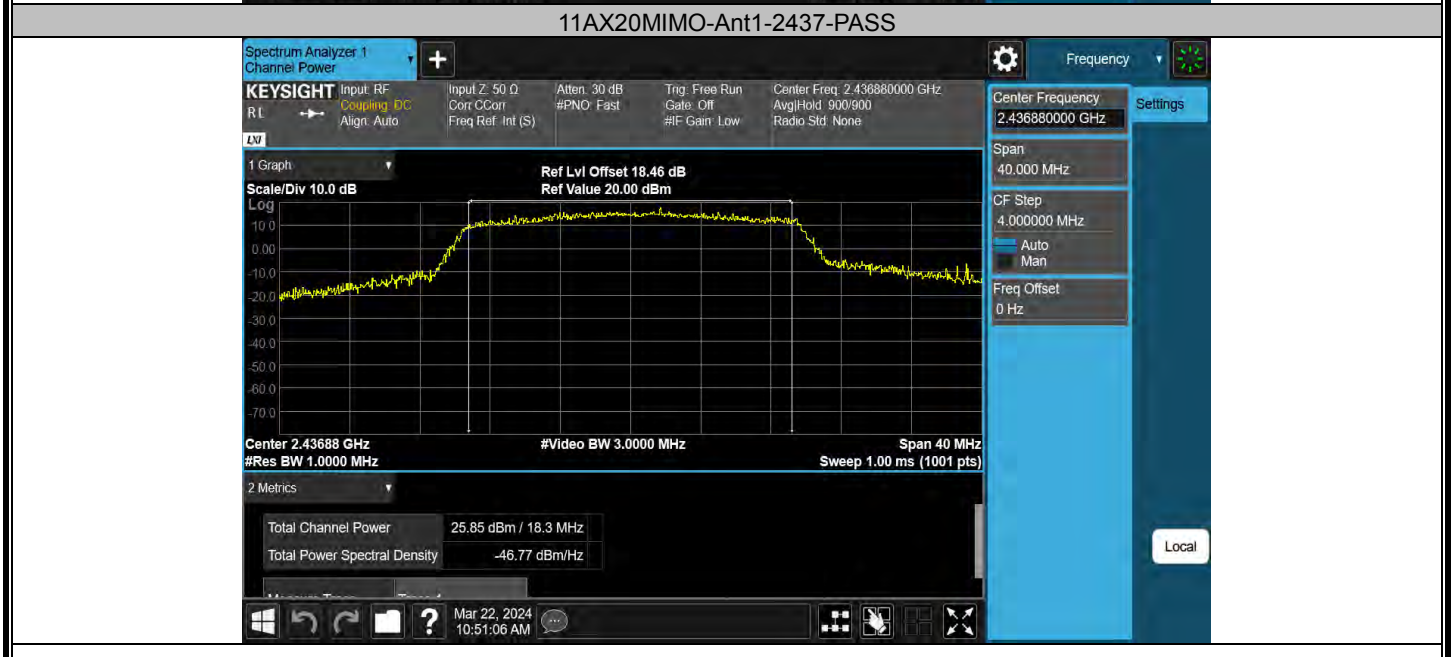 11AX20MIMO-Ant1-2437-PASS
Spectrum Analyzer 1
Channel Power
+
Frequency
KEYSIGHT
RL
LXI
Input: RF
Coupling: DC
Align: Auto
Input Z: 50 Ω
Corr CCorr
Freq Ref: Int (S)
Atten: 30 dB
#PNO: Fast
Trig: Free Run
Gate: Off
#IF Gain: Low
Center Freq: 2.436880000 GHz
Avg|Hold: 900/900
Radio Std: None
Center Frequency
2.436880000 GHz
Settings
Span
40.000 MHz
CF Step
4.000000 MHz
Auto
Man
Freq Offset
0 Hz
1 Graph
Scale/Div 10.0 dB
Ref Lvl Offset 18.46 dB
Ref Value 20.00 dBm
Log
10.0
0.00
-10.0
-20.0
-30.0
-40.0
-50.0
-60.0
-70.0
Center 2.43688 GHz
#Video BW 3.0000 MHz
Span 40 MHz
#Res BW 1.0000 MHz
Sweep 1.00 ms (1001 pts)
2 Metrics
Total Channel Power 25.85 dBm / 18.3 MHz
Total Power Spectral Density -46.77 dBm/Hz
Local
?
Mar 22, 2024
10:51:06 AM